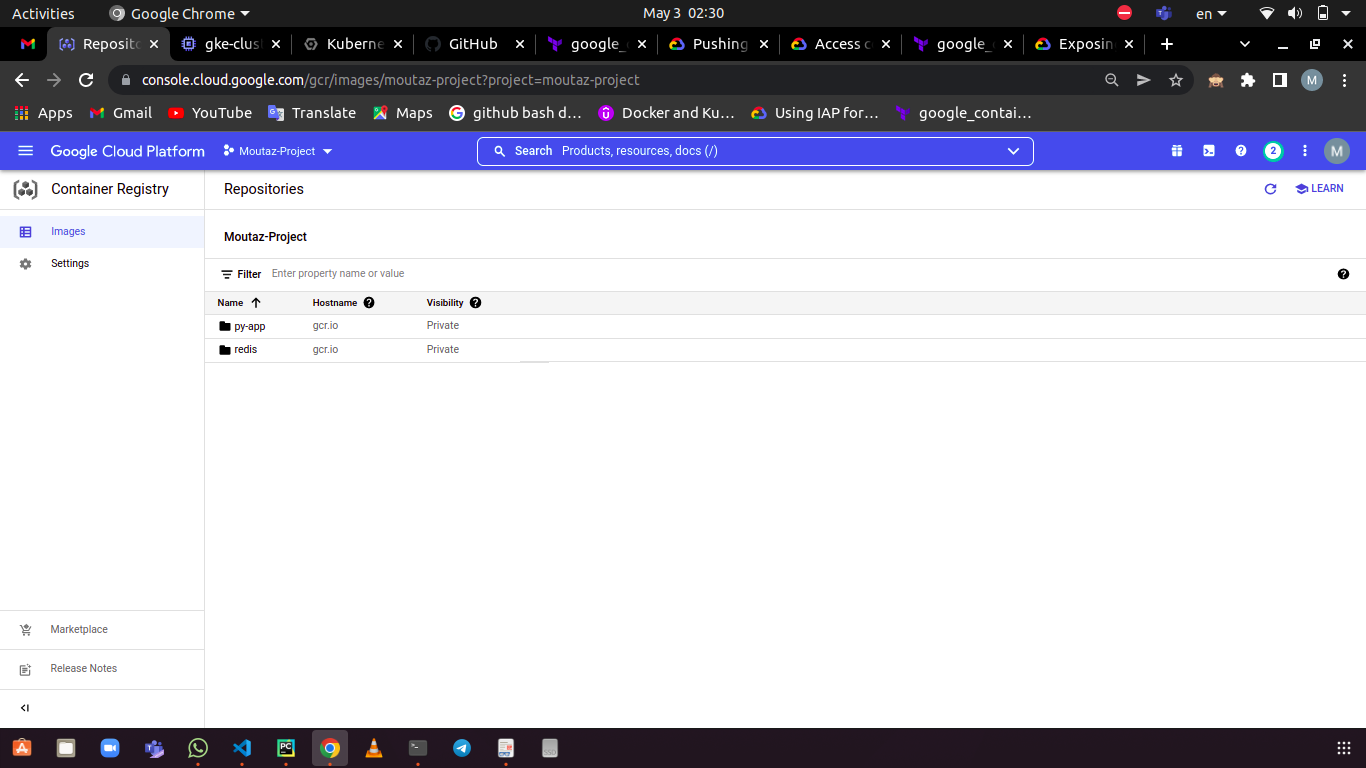 Activities Google Chrome May 3 02:30 en
Reposito gke-clus Kuberne GitHub google_c Pushing Access c google_ Exposin
console.cloud.google.com/gcr/images/moutaz-project?project=moutaz-project M
Apps Gmail YouTube Translate Maps github bash d… Docker and Ku… Using IAP for… google_contai…
Google Cloud Platform Moutaz-Project Search Products, resources, docs (/) 2 M
Container Registry Repositories LEARN
Images
Settings
Moutaz-Project
Filter Enter property name or value
Name Hostname Visibility
py-app gcr.io Private
redis gcr.io Private
Marketplace
Release Notes